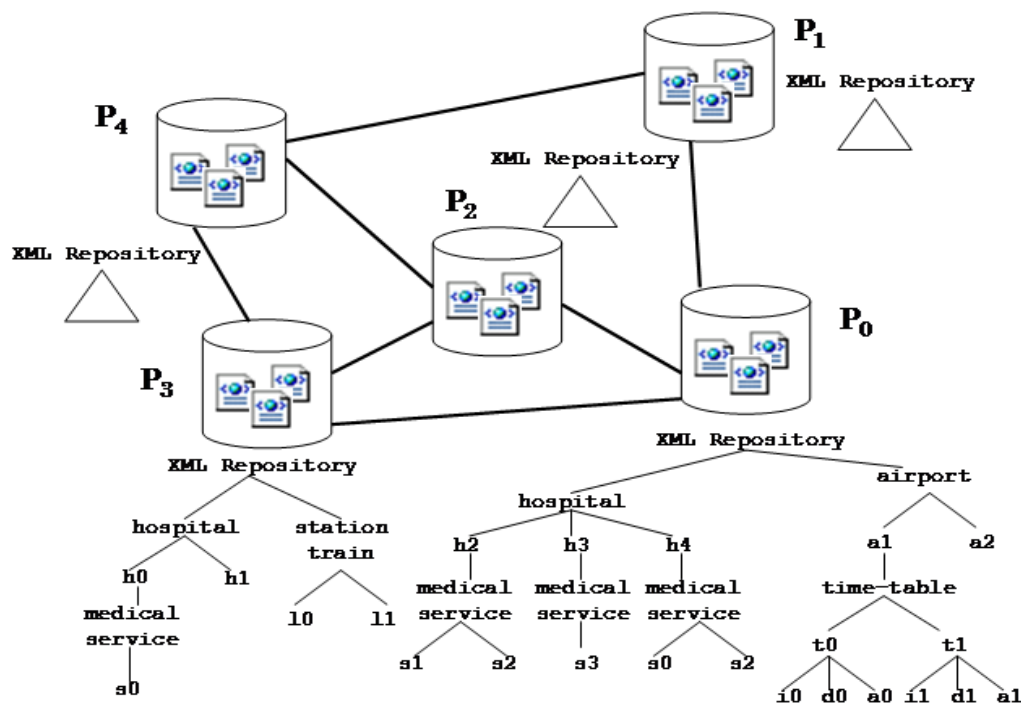 P1
XML Repository
P4
XML Repository
P2
XML Repository
P0
P3
XML Repository
XML Repository
hospital
station
train
h0
h1
medical
service
l0
l1
s0
hospital
airport
h2
h3
h4
a1
a2
medical
service
medical
service
medical
service
time-table
s1
s2
s3
s0
s2
t0
t1
i0
d0
a0
i1
d1
a1